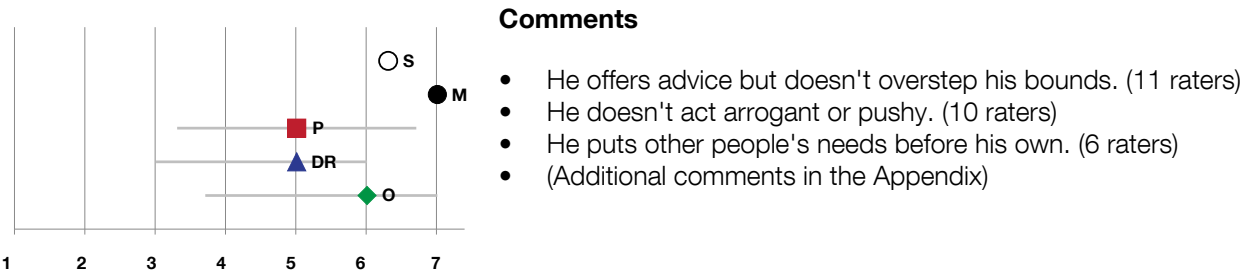 Comments
S
M
P
DR
O
1 2 3 4 5 6 7
• He offers advice but doesn't overstep his bounds. (11 raters)
• He doesn't act arrogant or pushy. (10 raters)
• He puts other people's needs before his own. (6 raters)
• (Additional comments in the Appendix)